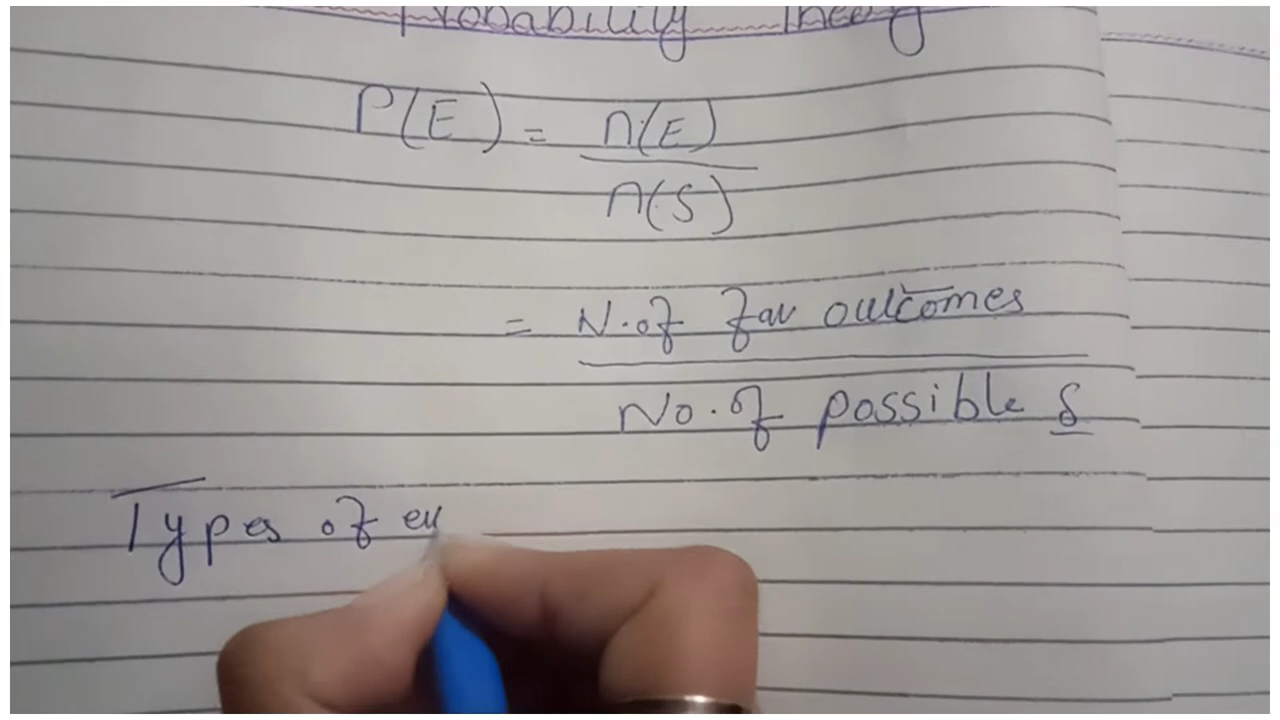 Probability Theory
P(E) = n(E)
n(S)
= N. of fav outcomes
No. of possible S
Types of ev